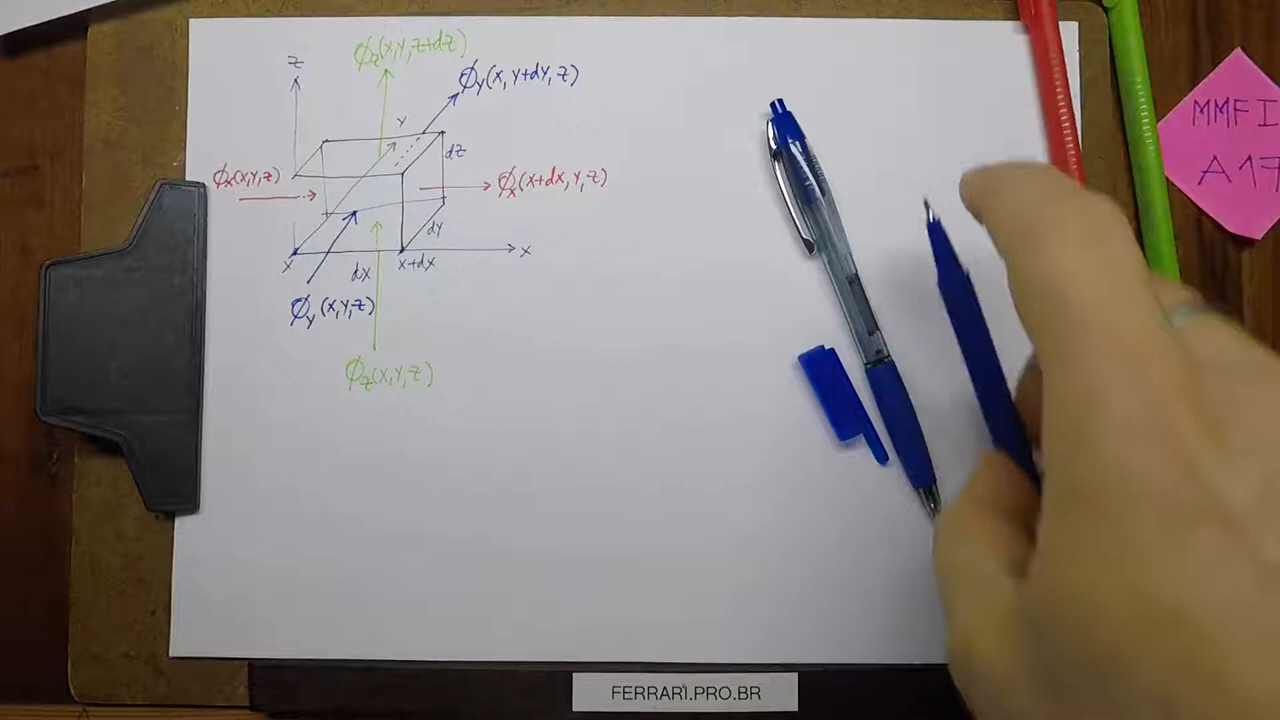 ϕz(x,y,z+dz)
z
ϕy(x,y+dy,z)
y
dz
ϕx(x,y,z)
ϕx(x+dx,y,z)
dy
x
x
x+dx
dx
ϕy(x,y,z)
ϕz(x,y,z)
MMFI
A17
FERRARI.PRO.BR